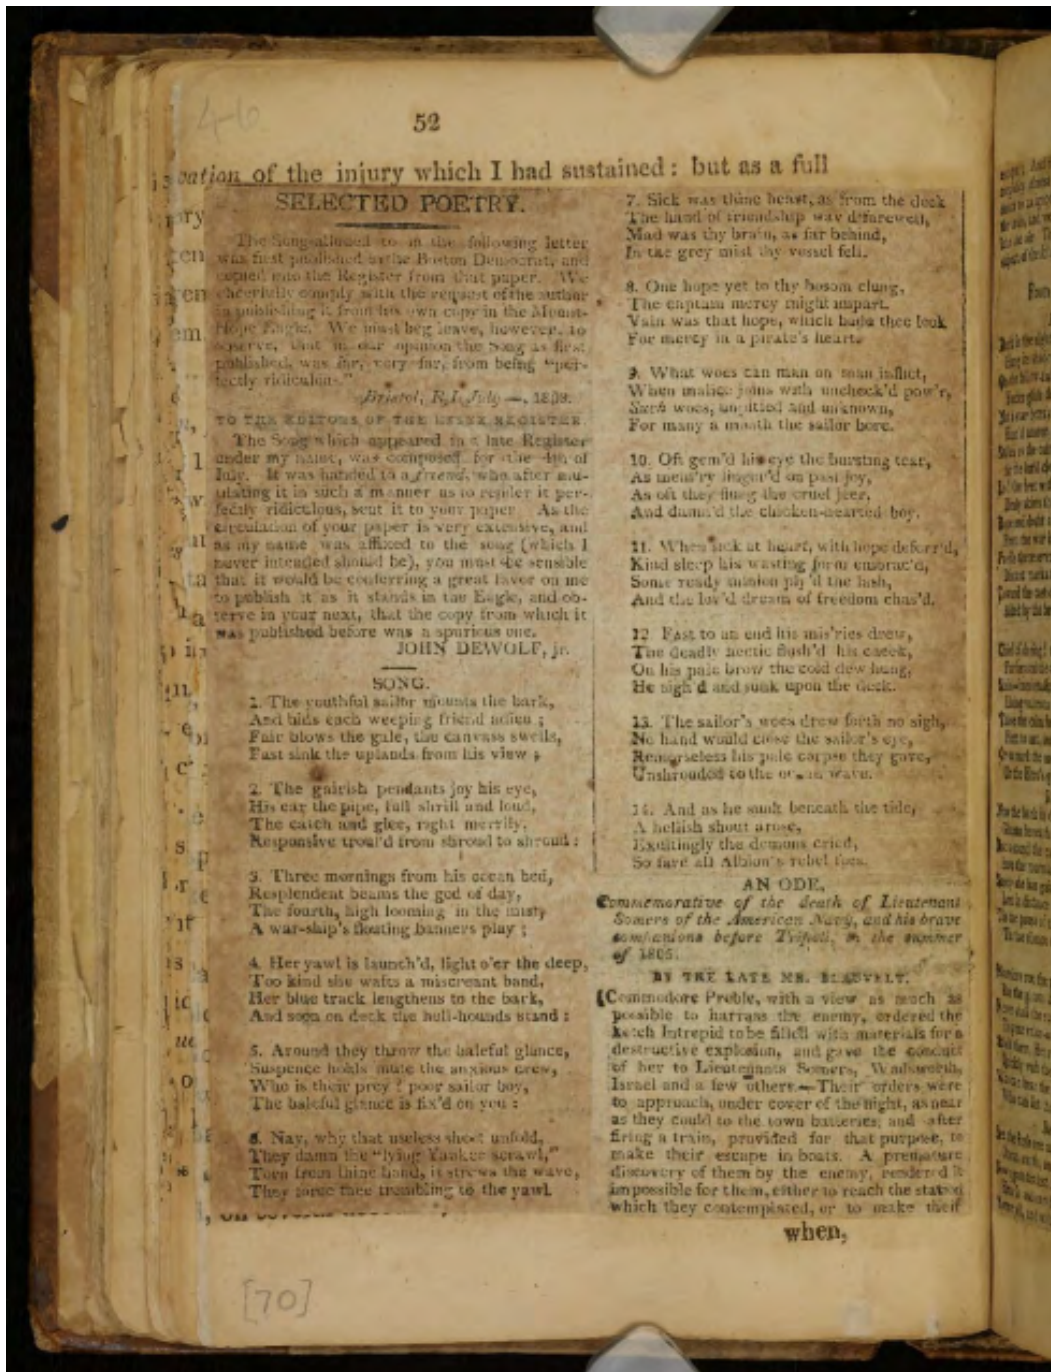 46
52
vation of the injury which I had sustained: but as a full
SELECTED POETRY.
The Song alluded to in the following letter
was first published in the Boston Democrat, and
copied into the Register from that paper. We
cheerfully comply with the request of the author
in publishing it from his own copy in the Mount-
Hope Eagle. We must beg leave, however, to
observe, that in our opinion the Song as first
published, was far, very far, from being "per-
fectly ridiculous."
Bristol, R.I. July —, 1809.
TO THE EDITORS OF THE ESSEX REGISTER.
The Song which appeared in a late Register
under my name, was composed for the 4th of
July. It was handed to a friend, who after mu-
tilating it in such a manner as to render it per-
fectly ridiculous, sent it to your paper. As the
circulation of your paper is very extensive, and
as my name was affixed to the song (which I
never intended should be), you must be sensible
that it would be conferring a great favor on me
to publish it as it stands in the Eagle, and ob-
serve in your next, that the copy from which it
was published before was a spurious one.
JOHN DEWOLF, jr.
SONG.
1. The youthful sailor mounts the bark,
And bids each weeping friend adieu;
Fair blows the gale, the canvass swells,
Fast sink the uplands from his view;
2. The gairish pendants joy his eye,
His ear the pipe, full shrill and loud,
The catch and glee, right merrily,
Responsive troul'd from shroud to shroud:
3. Three mornings from his ocean bed,
Resplendent beams the god of day,
The fourth, high looming in the mist,
A war-ship's floating banners play;
4. Her yawl is launch'd, light o'er the deep,
Too kind she wafts a miscreant band,
Her blue track lengthens to the bark,
And soon on deck the hell-hounds stand:
5. Around they throw the baleful glance,
Suspence holds mute the anxious crew,
Who is their prey? poor sailor boy,
The baleful glance is fix'd on you:
6. Nay, why that useless sheet unfold,
They damn the "lying Yankee scrawl,"
Torn from thine hand, it strews the wave,
They force thee trembling to the yawl.
7. Sick was thine heart, as from the deck
The hand of friendship wav'd farewell,
Mad was thy brain, as far behind,
In the grey mist thy vessel fell.
8. One hope yet to thy bosom clung,
The captain mercy might impart.
Vain was that hope, which bade thee look
For mercy in a pirate's heart.
9. What woes can man on man inflict,
When malice joins with uncheck'd pow'r,
Such woes, unpitied and unknown,
For many a month the sailor bore.
10. Oft gem'd his eye the bursting tear,
As mem'ry linger'd on past joy,
As oft they flung the cruel jeer,
And damn'd the chicken-hearted boy.
11. When sick at heart, with hope deferr'd,
Kind sleep his wasting form embrac'd,
Some ready minion ply'd the lash,
And the lov'd dream of freedom chas'd.
12. Fast to an end his mis'ries drew,
The deadly hectic flush'd his cheek,
On his pale brow the cold dew hung,
He sigh'd and sunk upon the deck.
13. The sailor's woes drew forth no sigh,
No hand would close the sailor's eye,
Remorseless his pale corpse they gave,
Unshrouded to the ocean wave.
14. And as he sunk beneath the tide,
A hellish shout arose,
Exultingly the demons cried,
So fare all Albion's rebel foes.
AN ODE,
Commemorative of the death of Lieutenant
Somers of the American Navy, and his brave
companions before Tripoli, in the summer
of 1805.
BY THE LATE MR. BLEEVELT.
(Commodore Preble, with a view as much as
possible to harrass the enemy, ordered the
ketch Intrepid to be filled with materials for a
destructive explosion, and gave the conduct
of her to Lieutenants Somers, Wadsworth,
Israel and a few others.—Their orders were
to approach, under cover of the night, as near
as they could to the town batteries; and after
firing a train, provided for that purpose, to
make their escape in boats. A premature
discovery of them by the enemy, rendered it
impossible for them, either to reach the station
which they contemplated, or to make their
when,
[70]